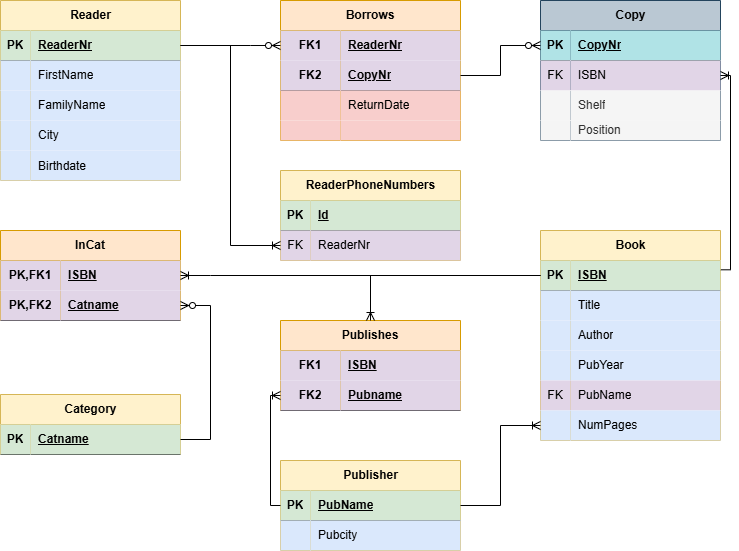 Reader
PK ReaderNr
FirstName
FamilyName
City
Birthdate
Borrows
FK1 ReaderNr
FK2 CopyNr
ReturnDate
Copy
PK CopyNr
FK ISBN
Shelf
Position
ReaderPhoneNumbers
PK Id
FK ReaderNr
InCat
PK,FK1 ISBN
PK,FK2 Catname
Book
PK ISBN
Title
Author
PubYear
FK PubName
NumPages
Publishes
FK1 ISBN
FK2 Pubname
Category
PK Catname
Publisher
PK PubName
Pubcity